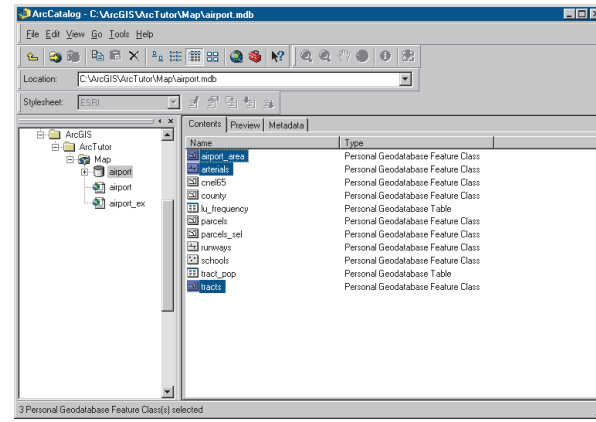 ArcCatalog - C:\ArcGIS\ArcTutor\Map\airport.mdb
File Edit View Go Tools Help
Location: C:\ArcGIS\ArcTutor\Map\airport.mdb
Stylesheet: ESRI
Contents Preview Metadata
ArcGIS
ArcTutor
Map
airport
airport
airport_ex
Name Type
airport_area Personal Geodatabase Feature Class
arterials Personal Geodatabase Feature Class
cnel65 Personal Geodatabase Feature Class
county Personal Geodatabase Feature Class
lu_frequency Personal Geodatabase Table
parcels Personal Geodatabase Feature Class
parcels_sel Personal Geodatabase Feature Class
runways Personal Geodatabase Feature Class
schools Personal Geodatabase Feature Class
tract_pop Personal Geodatabase Table
tracts Personal Geodatabase Feature Class
3 Personal Geodatabase Feature Class(s) selected